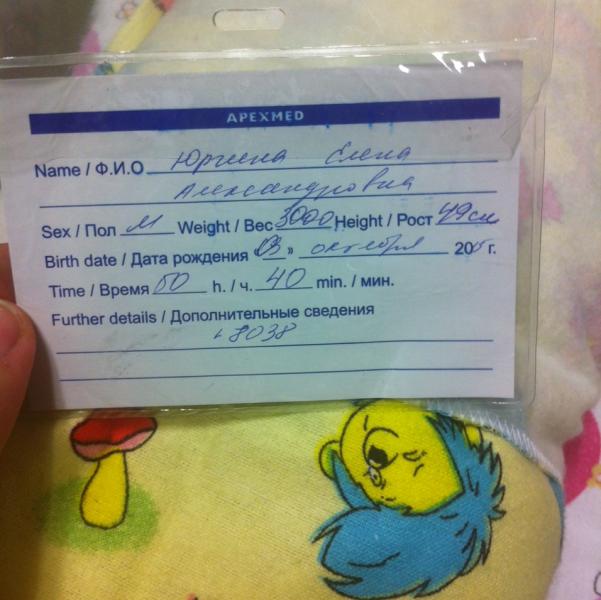 APEXMED
Name / Ф.И.О Юргина Елена
Александровна
Sex / Пол М Weight / Вес 3000 Height / Рост 49см
Birth date / Дата рождения « 03 » октября 20 г.
Time / Время 00 h. / ч. 40 min. / мин.
Further details / Дополнительные сведения
8038